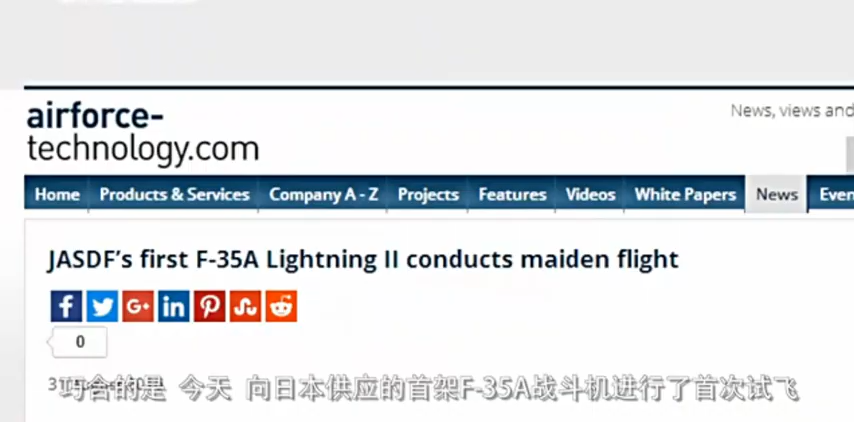 airforce-
technology.com
News, views and
Home Products & Services Company A - Z Projects Features Videos White Papers News Even
JASDF's first F-35A Lightning II conducts maiden flight
0
巧合的是 今天 向日本供应的首架F-35A战斗机进行了首次试飞